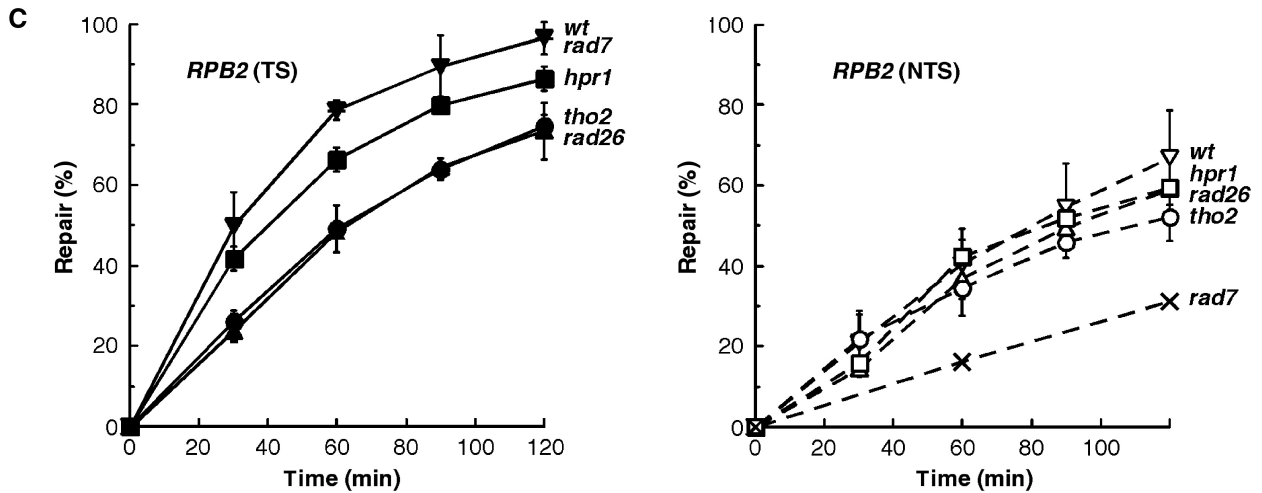 C
RPB2 (TS)
Repair (%)
100
80
60
40
20
0
0 20 40 60 80 100 120
Time (min)
wt
rad7
hpr1
tho2
rad26
RPB2 (NTS)
Repair (%)
100
80
60
40
20
0
0 20 40 60 80 100
Time (min)
wt
hpr1
rad26
tho2
rad7